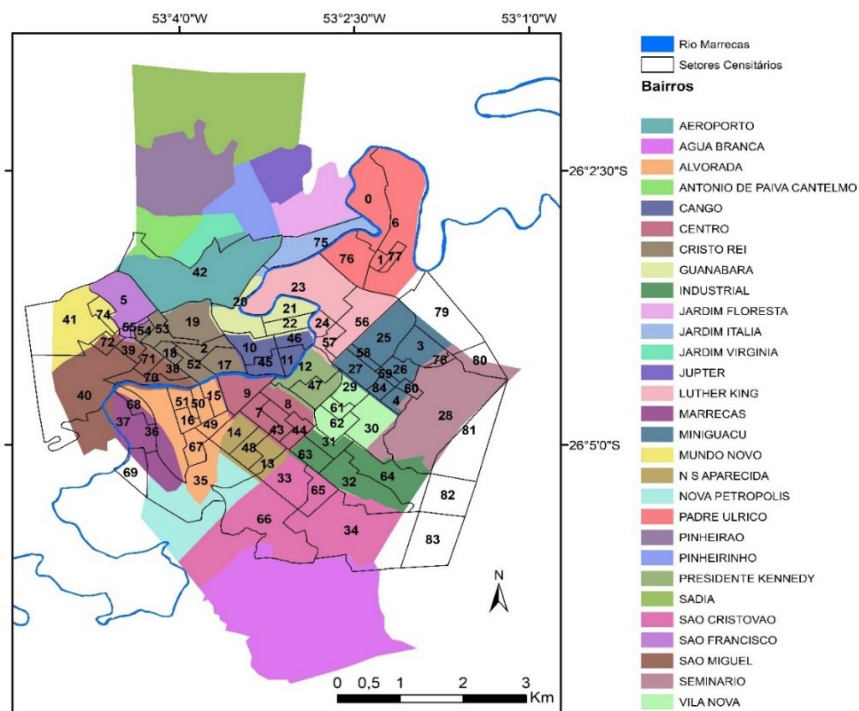 53°4'0"W 53°2'30"W 53°1'0"W
26°2'30"S
26°5'0"S
0
6
75
76
1
77
42
23
20
79
5
21
41
74
22
24
56
25
55
54
53
19
57
3
72
39
71
18
2
10
46
58
78
80
38
52
17
45
11
12
27
59
26
70
47
29
84
60
40
68
51
50
15
9
8
61
4
28
37
36
16
49
7
43
44
62
30
81
14
48
31
67
63
69
35
13
33
32
64
65
82
66
34
83
N
0 0,5 1 2 3
Km
Rio Marrecas
Setores Censitários
Bairros
AEROPORTO
AGUA BRANCA
ALVORADA
ANTONIO DE PAIVA CANTELMO
CANGO
CENTRO
CRISTO REI
GUANABARA
INDUSTRIAL
JARDIM FLORESTA
JARDIM ITALIA
JARDIM VIRGINIA
JUPTER
LUTHER KING
MARRECAS
MINIGUACU
MUNDO NOVO
N S APARECIDA
NOVA PETROPOLIS
PADRE ULRICO
PINHEIRAO
PINHEIRINHO
PRESIDENTE KENNEDY
SADIA
SAO CRISTOVAO
SAO FRANCISCO
SAO MIGUEL
SEMINARIO
VILA NOVA